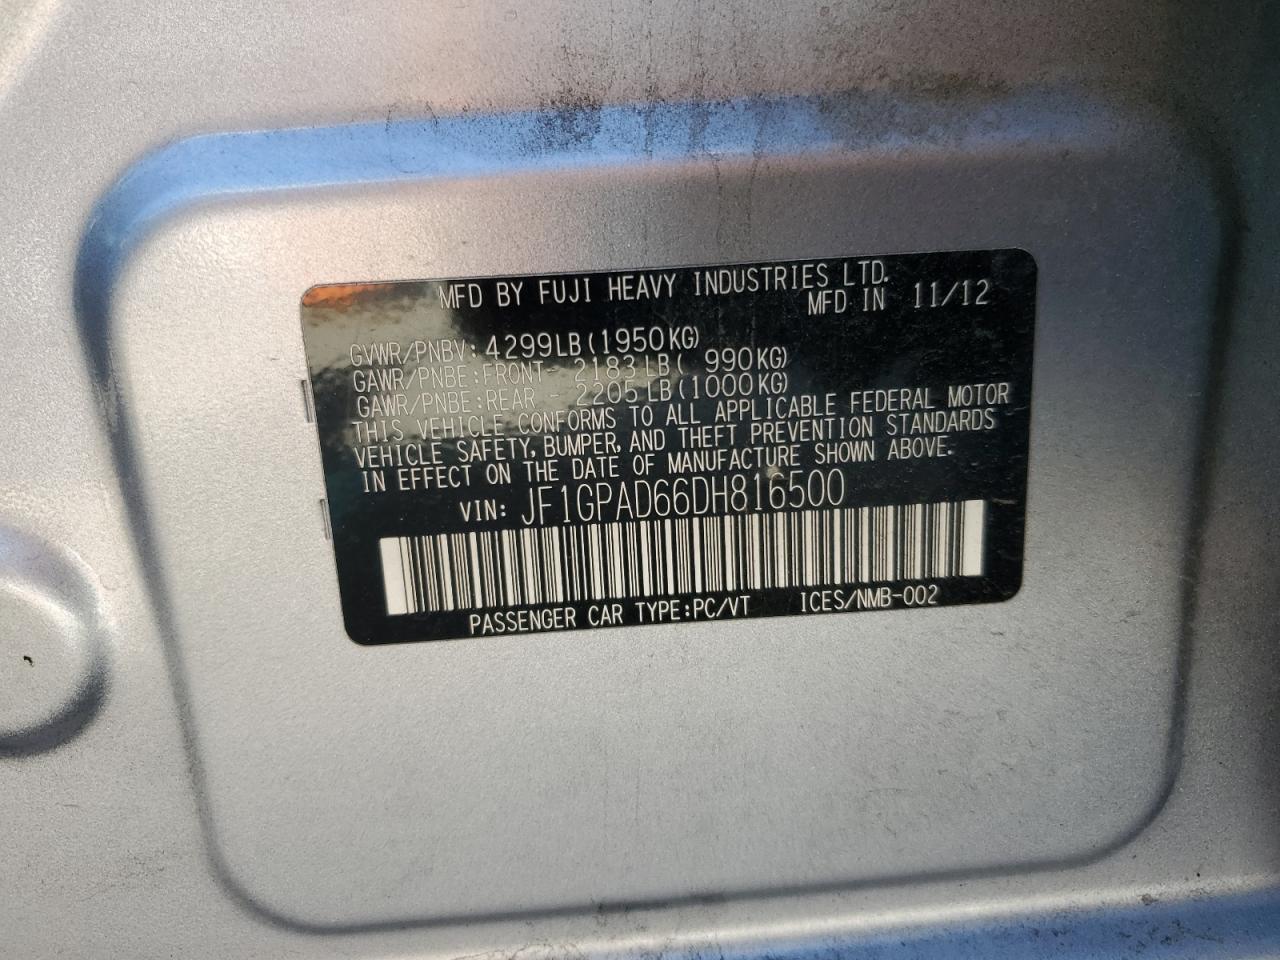 MFD BY FUJI HEAVY INDUSTRIES LTD.
MFD IN 11/12
GVWR/PNBV: 4299LB(1950KG)
GAWR/PNBE:FRONT- 2183LB( 990KG)
GAWR/PNBE:REAR - 2205LB(1000KG)
THIS VEHICLE CONFORMS TO ALL APPLICABLE FEDERAL MOTOR
VEHICLE SAFETY, BUMPER, AND THEFT PREVENTION STANDARDS
IN EFFECT ON THE DATE OF MANUFACTURE SHOWN ABOVE.
VIN: JF1GPAD66DH816500
PASSENGER CAR TYPE:PC/VT ICES/NMB-002